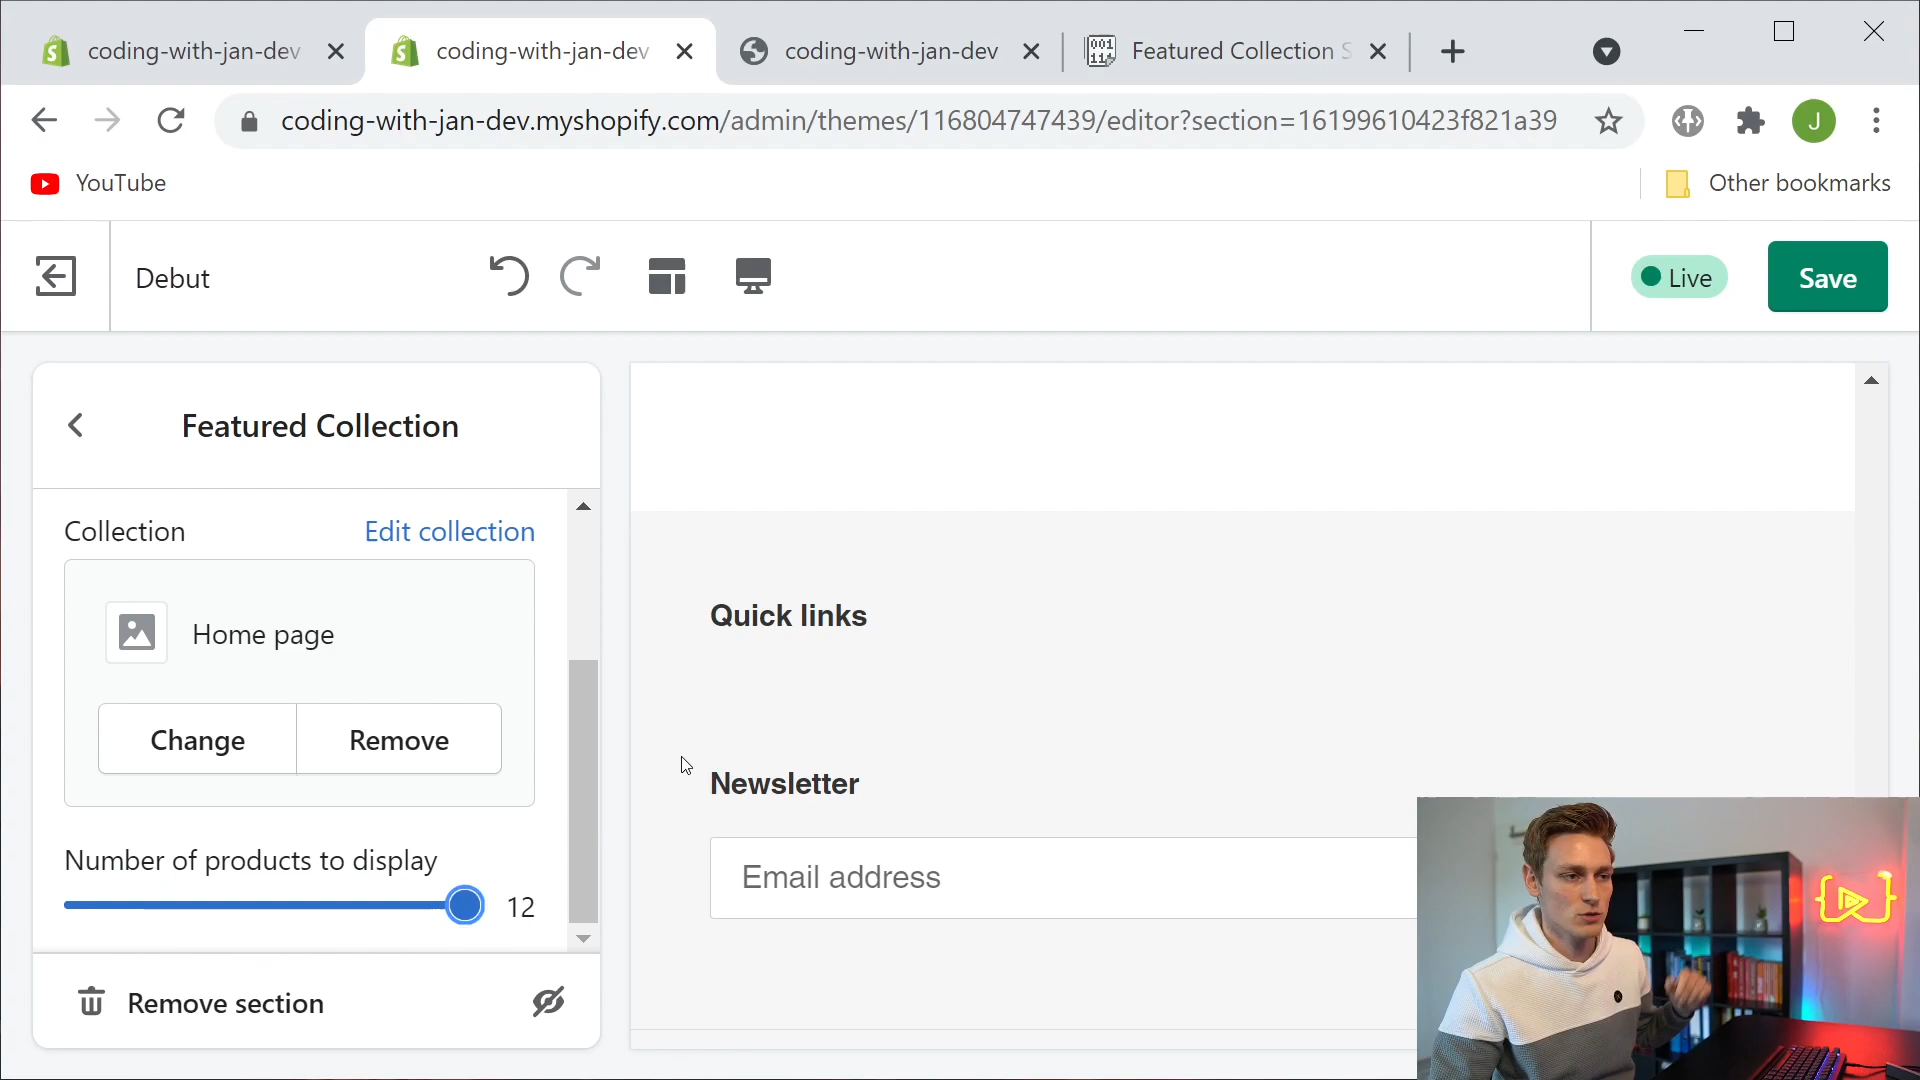 coding-with-jan-dev
coding-with-jan-dev
coding-with-jan-dev
Featured Collection S
J
coding-with-jan-dev.myshopify.com/admin/themes/116804747439/editor?section=16199610423f821a39
YouTube
Other bookmarks
Debut
Live
Save
Featured Collection
Collection
Edit collection
Home page
Change
Remove
Number of products to display
12
Remove section
Quick links
Newsletter
Email address